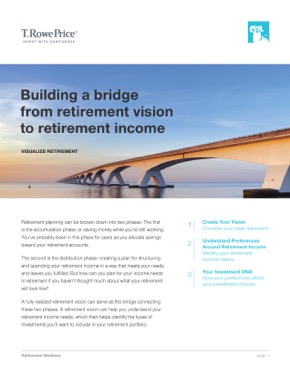 T.RowePrice®
INVEST WITH CONFIDENCE
Building a bridge
from retirement vision
to retirement income
VISUALIZE RETIREMENT
Retirement planning can be broken down into two phases. The first
is the accumulation phase, or saving money while you're still working.
You've probably been in this phase for years as you allocate savings
toward your retirement accounts.
The second is the distribution phase–creating a plan for structuring
and spending your retirement income in a way that meets your needs
and leaves you fulfilled. But how can you plan for your income needs
in retirement if you haven't thought much about what your retirement
will look like?
A fully realized retirement vision can serve as the bridge connecting
these two phases. A retirement vision can help you understand your
retirement income needs, which then helps identify the types of
investments you'll want to include in your retirement portfolio.
1
Create Your Vision
Consider your ideal retirement.
2
Understand Preferences
Around Retirement Income
Identify your retirement
income needs.
3
Your Investment DNA
How your preferences affect
your investment choices.
Retirement Wellness
page 1